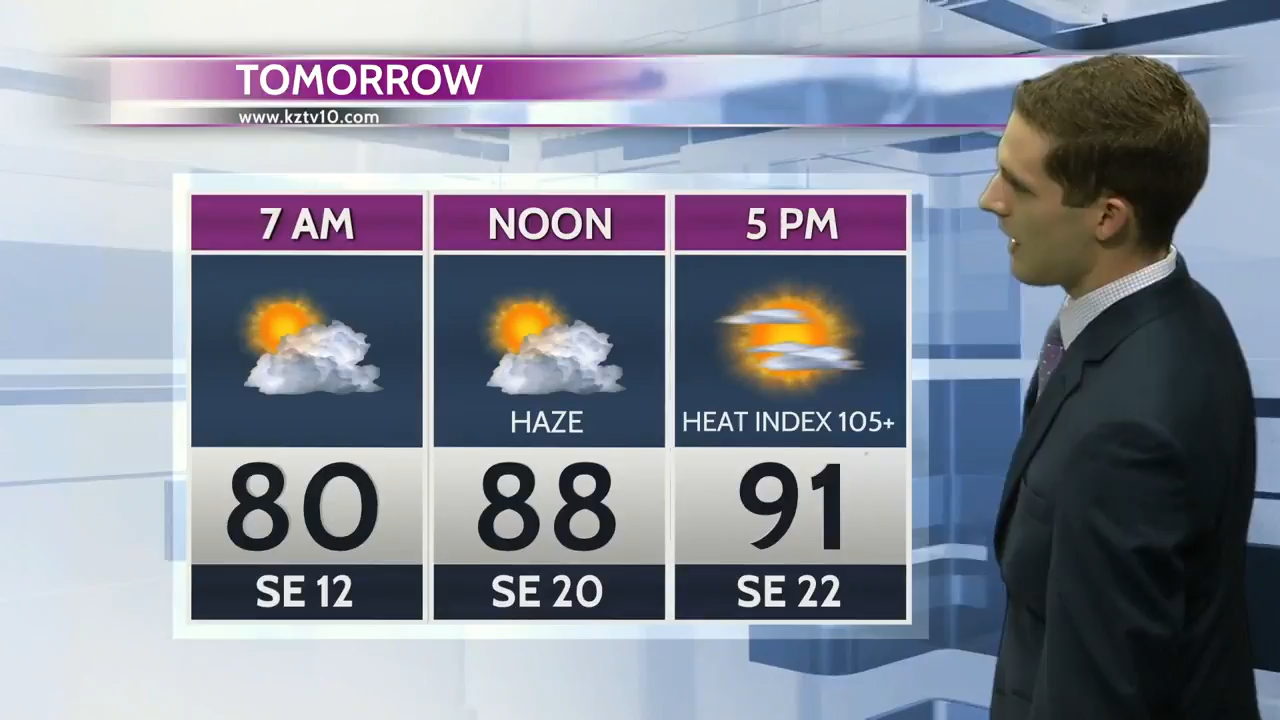 TOMORROW
www.kztv10.com
7 AM
NOON
5 PM
HAZE
HEAT INDEX 105+
80
88
91
SE 12
SE 20
SE 22